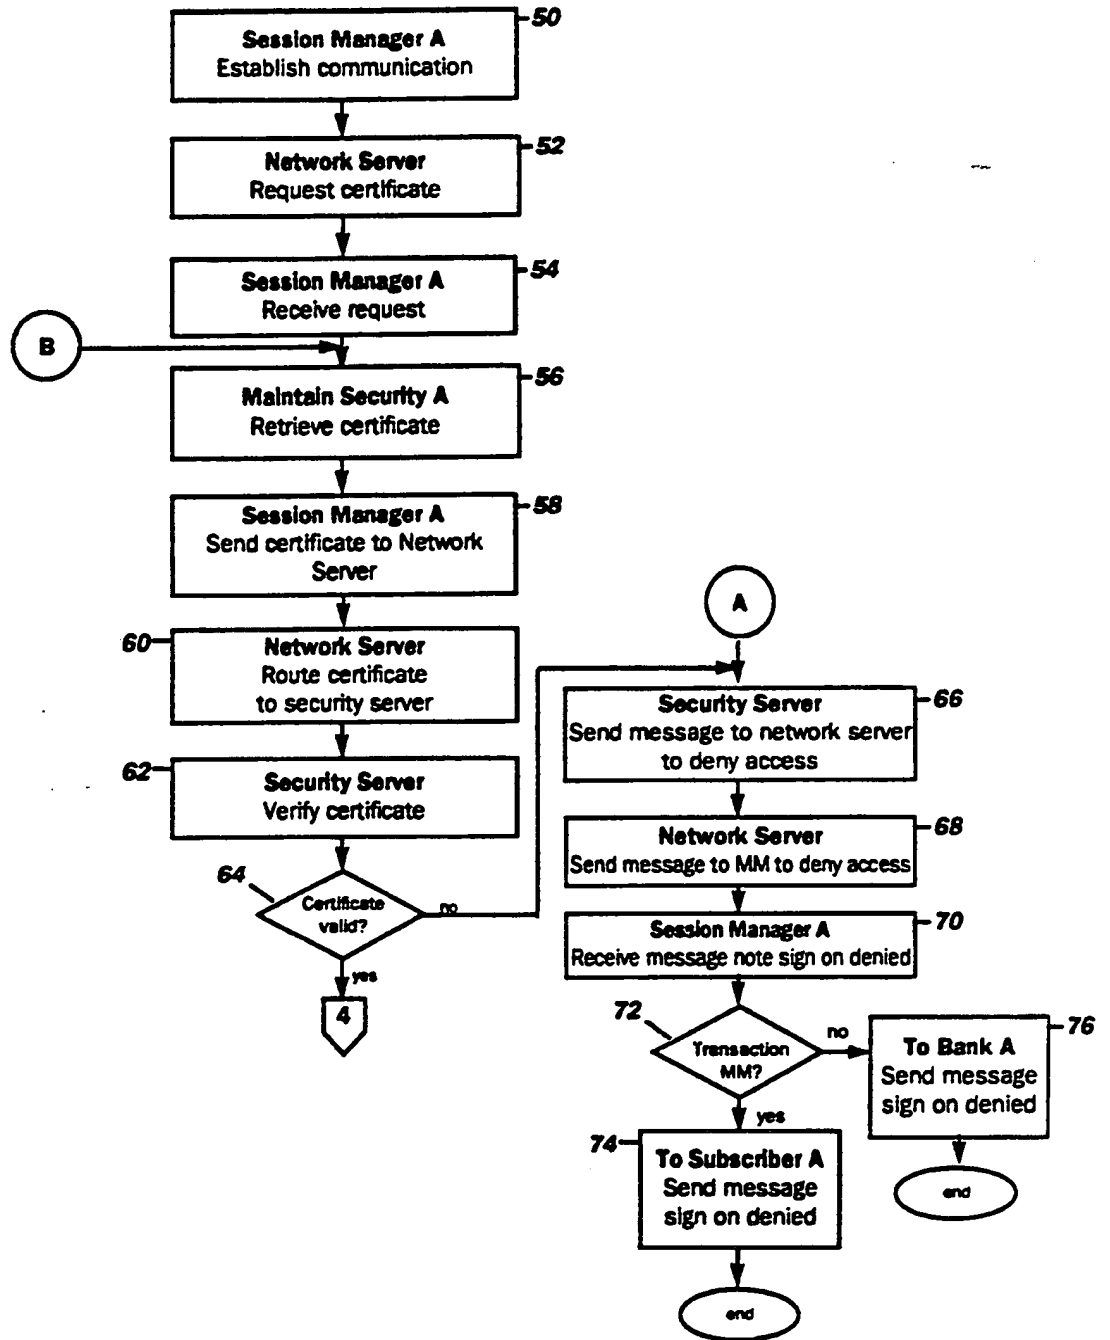 50
Session Manager A
Establish communication
52
Network Server
Request certificate
54
Session Manager A
Receive request
B
56
Maintain Security A
Retrieve certificate
58
Session Manager A
Send certificate to Network
Server
60
Network Server
Route certificate
to security server
62
Security Server
Verify certificate
64
Certificate
valid?
no
yes
4
A
66
Security Server
Send message to network server
to deny access
68
Network Server
Send message to MM to deny access
70
Session Manager A
Receive message note sign on denied
72
Transaction
MM?
no
yes
76
To Bank A
Send message
sign on denied
end
74
To Subscriber A
Send message
sign on denied
end